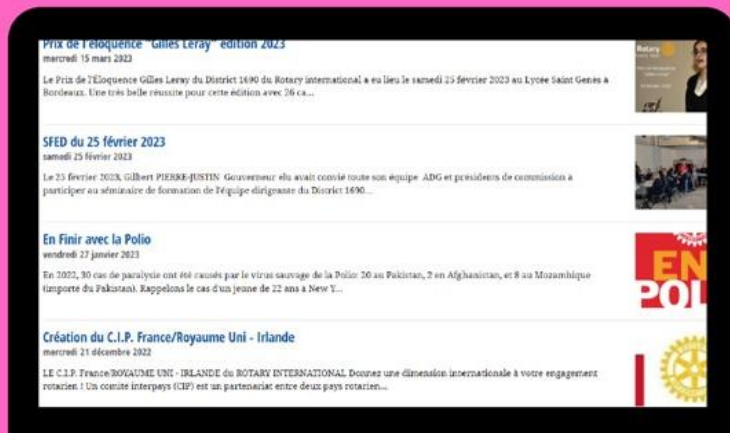 Prix de l'éloquence "Gilles Leray" édition 2023
mercredi 15 mars 2023
Le Prix de l'Éloquence Gilles Leray du District 1690 du Rotary international a eu lieu le samedi 25 février 2023 au Lycée Saint Genès à
Bordeaux. Une très belle réussite pour cette édition avec 26 ca...
Rotary
SFED du 25 février 2023
samedi 25 février 2023
Le 25 février 2023, Gilbert PIERRE-JUSTIN Gouverneur elu avait convié toute son équipe ADG et présidents de commission à
participer au séminaire de formation de l'équipe dirigeante du District 1690...
En Finir avec la Polio
vendredi 27 janvier 2023
En 2022, 30 cas de paralysie ont été causés par le virus sauvage de la Polio: 20 au Pakistan, 2 en Afghanistan, et 8 au Mozambique
(importé du Pakistan). Rappelons le cas d'un jeune de 22 ans à New Y...
EN
POL
Création du C.I.P. France/Royaume Uni - Irlande
mercredi 21 décembre 2022
LE C.I.P. France/ROYAUME UNI - IRLANDE du ROTARY INTERNATIONAL Donnez une dimension internationale à votre engagement
rotarien ! Un comité interpays (CIP) est un partenariat entre deux pays rotarien...